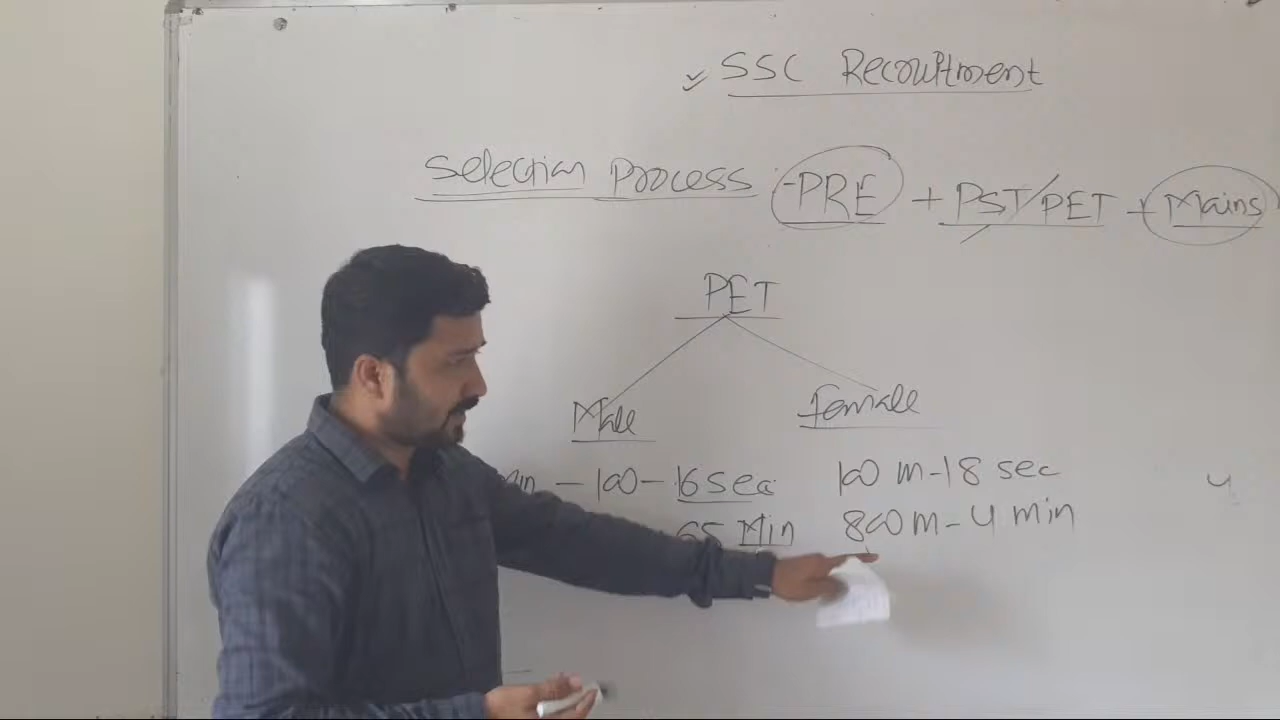 SSC Recruitment
Selection Process -PRE + PST/PET + Mains
PET
Male Female
– 100 – 16 sec 100 m - 18 sec
Min 800 m - 4 min
4